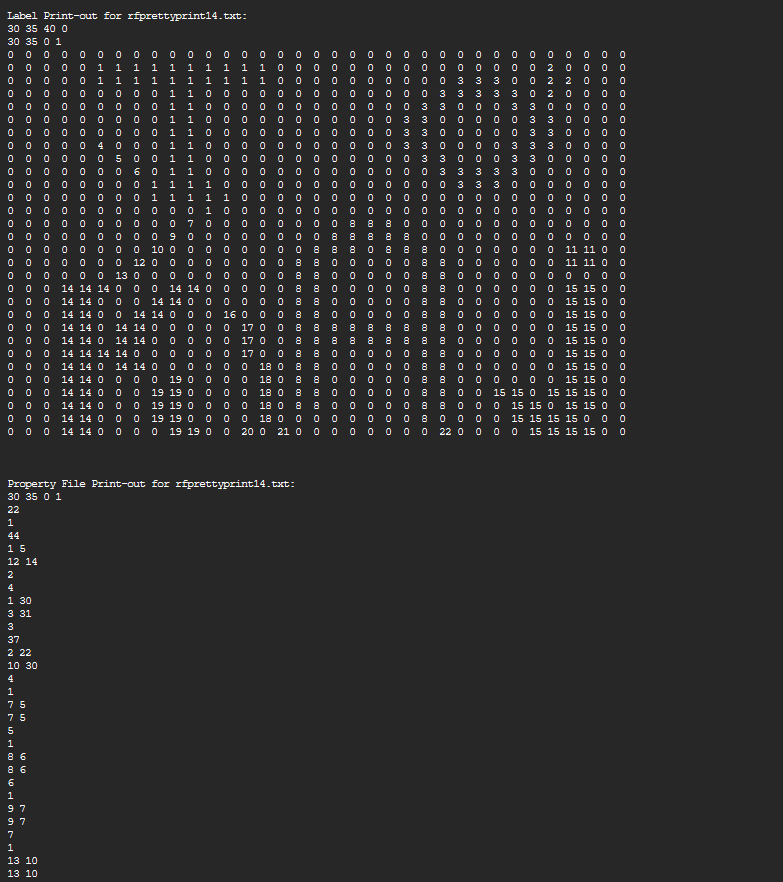 Label Print-out for rfprettyprint14.txt:
30 35 40 0
30 35 0 1
0 0 0 0 0 0 0 0 0 0 0 0 0 0 0 0 0 0 0 0 0 0 0 0 0 0 0 0 0 0 0 0 0 0 0
0 0 0 0 0 1 1 1 1 1 1 1 1 1 1 0 0 0 0 0 0 0 0 0 0 0 0 0 0 0 2 0 0 0 0
0 0 0 0 0 1 1 1 1 1 1 1 1 1 1 0 0 0 0 0 0 0 0 0 0 3 3 3 0 0 2 2 0 0 0
0 0 0 0 0 0 0 0 0 1 1 0 0 0 0 0 0 0 0 0 0 0 0 0 3 3 3 3 3 0 2 0 0 0 0
0 0 0 0 0 0 0 0 0 1 1 0 0 0 0 0 0 0 0 0 0 0 0 3 3 0 0 0 3 3 0 0 0 0 0
0 0 0 0 0 0 0 0 0 1 1 0 0 0 0 0 0 0 0 0 0 0 3 3 0 0 0 0 0 3 3 0 0 0 0
0 0 0 0 0 0 0 0 0 1 1 0 0 0 0 0 0 0 0 0 0 0 3 3 0 0 0 0 0 3 3 0 0 0 0
0 0 0 0 0 4 0 0 0 1 1 0 0 0 0 0 0 0 0 0 0 0 3 3 0 0 0 0 3 3 3 0 0 0 0
0 0 0 0 0 0 5 0 0 1 1 0 0 0 0 0 0 0 0 0 0 0 0 3 3 0 0 0 3 3 0 0 0 0 0
0 0 0 0 0 0 0 6 0 1 1 0 0 0 0 0 0 0 0 0 0 0 0 0 3 3 3 3 3 0 0 0 0 0 0
0 0 0 0 0 0 0 0 1 1 1 1 0 0 0 0 0 0 0 0 0 0 0 0 0 3 3 3 0 0 0 0 0 0 0
0 0 0 0 0 0 0 0 1 1 1 1 1 0 0 0 0 0 0 0 0 0 0 0 0 0 0 0 0 0 0 0 0 0 0
0 0 0 0 0 0 0 0 0 0 0 1 0 0 0 0 0 0 0 0 0 0 0 0 0 0 0 0 0 0 0 0 0 0 0
0 0 0 0 0 0 0 0 0 0 7 0 0 0 0 0 0 0 0 8 8 8 0 0 0 0 0 0 0 0 0 0 0 0 0
0 0 0 0 0 0 0 0 0 9 0 0 0 0 0 0 0 0 8 8 8 8 8 0 0 0 0 0 0 0 0 0 0 0 0
0 0 0 0 0 0 0 0 10 0 0 0 0 0 0 0 0 8 8 8 0 8 8 8 0 0 0 0 0 0 0 11 11 0 0
0 0 0 0 0 0 0 12 0 0 0 0 0 0 0 0 8 8 0 0 0 0 0 8 8 0 0 0 0 0 0 11 11 0 0
0 0 0 0 0 0 13 0 0 0 0 0 0 0 0 0 8 8 0 0 0 0 0 8 8 0 0 0 0 0 0 0 0 0 0
0 0 0 14 14 14 0 0 0 14 14 0 0 0 0 0 8 8 0 0 0 0 0 8 8 0 0 0 0 0 0 15 15 0 0
0 0 0 14 14 0 0 0 14 14 0 0 0 0 0 0 8 8 0 0 0 0 0 8 8 0 0 0 0 0 0 15 15 0 0
0 0 0 14 14 0 0 14 14 0 0 0 16 0 0 0 8 8 0 0 0 0 0 8 8 0 0 0 0 0 0 15 15 0 0
0 0 0 14 14 0 14 14 0 0 0 0 0 17 0 0 8 8 8 8 8 8 8 8 8 0 0 0 0 0 0 15 15 0 0
0 0 0 14 14 0 14 14 0 0 0 0 0 17 0 0 8 8 8 8 8 8 8 8 8 0 0 0 0 0 0 15 15 0 0
0 0 0 14 14 14 14 0 0 0 0 0 0 17 0 0 8 8 0 0 0 0 0 8 8 0 0 0 0 0 0 15 15 0 0
0 0 0 14 14 0 14 14 0 0 0 0 0 0 18 0 8 8 0 0 0 0 0 8 8 0 0 0 0 0 0 15 15 0 0
0 0 0 14 14 0 0 0 0 19 0 0 0 0 18 0 8 8 0 0 0 0 0 8 8 0 0 0 0 0 0 15 15 0 0
0 0 0 14 14 0 0 0 19 19 0 0 0 0 18 0 8 8 0 0 0 0 0 8 8 0 0 15 15 0 15 15 15 0 0
0 0 0 14 14 0 0 0 19 19 0 0 0 0 18 0 8 8 0 0 0 0 0 8 8 0 0 0 15 15 0 15 15 0 0
0 0 0 14 14 0 0 0 19 19 0 0 0 0 18 0 8 8 0 0 0 0 0 8 8 0 0 0 15 15 15 15 15 0 0
0 0 0 14 14 0 0 0 0 19 19 0 0 20 0 21 0 0 0 0 0 0 0 0 22 0 0 0 0 15 15 15 15 0 0
Property File Print-out for rfprettyprint14.txt:
30 35 0 1
22
1
44
1 5
12 14
2
4
1 30
3 31
3
37
2 22
10 30
4
1
7 5
7 5
5
1
8 6
8 6
6
1
9 7
9 7
7
1
13 10
13 10